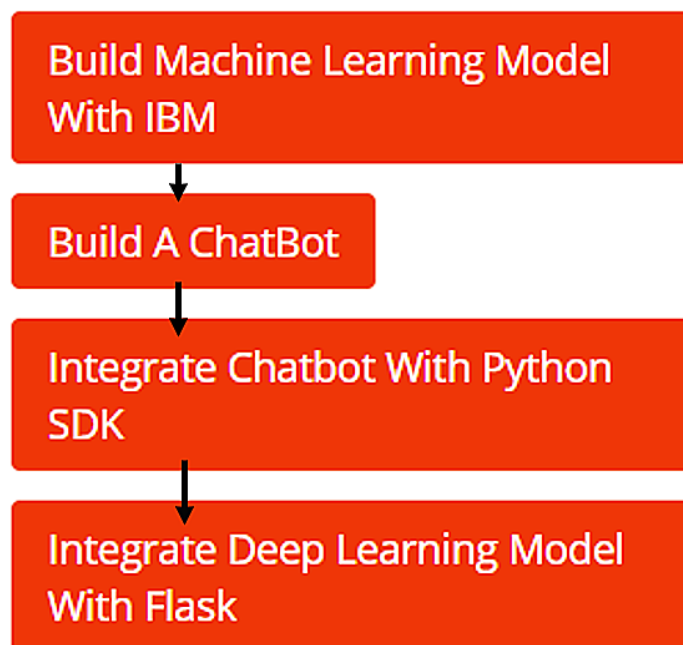 Build Machine Learning Model
With IBM
Build A ChatBot
Integrate Chatbot With Python
SDK
Integrate Deep Learning Model
With Flask